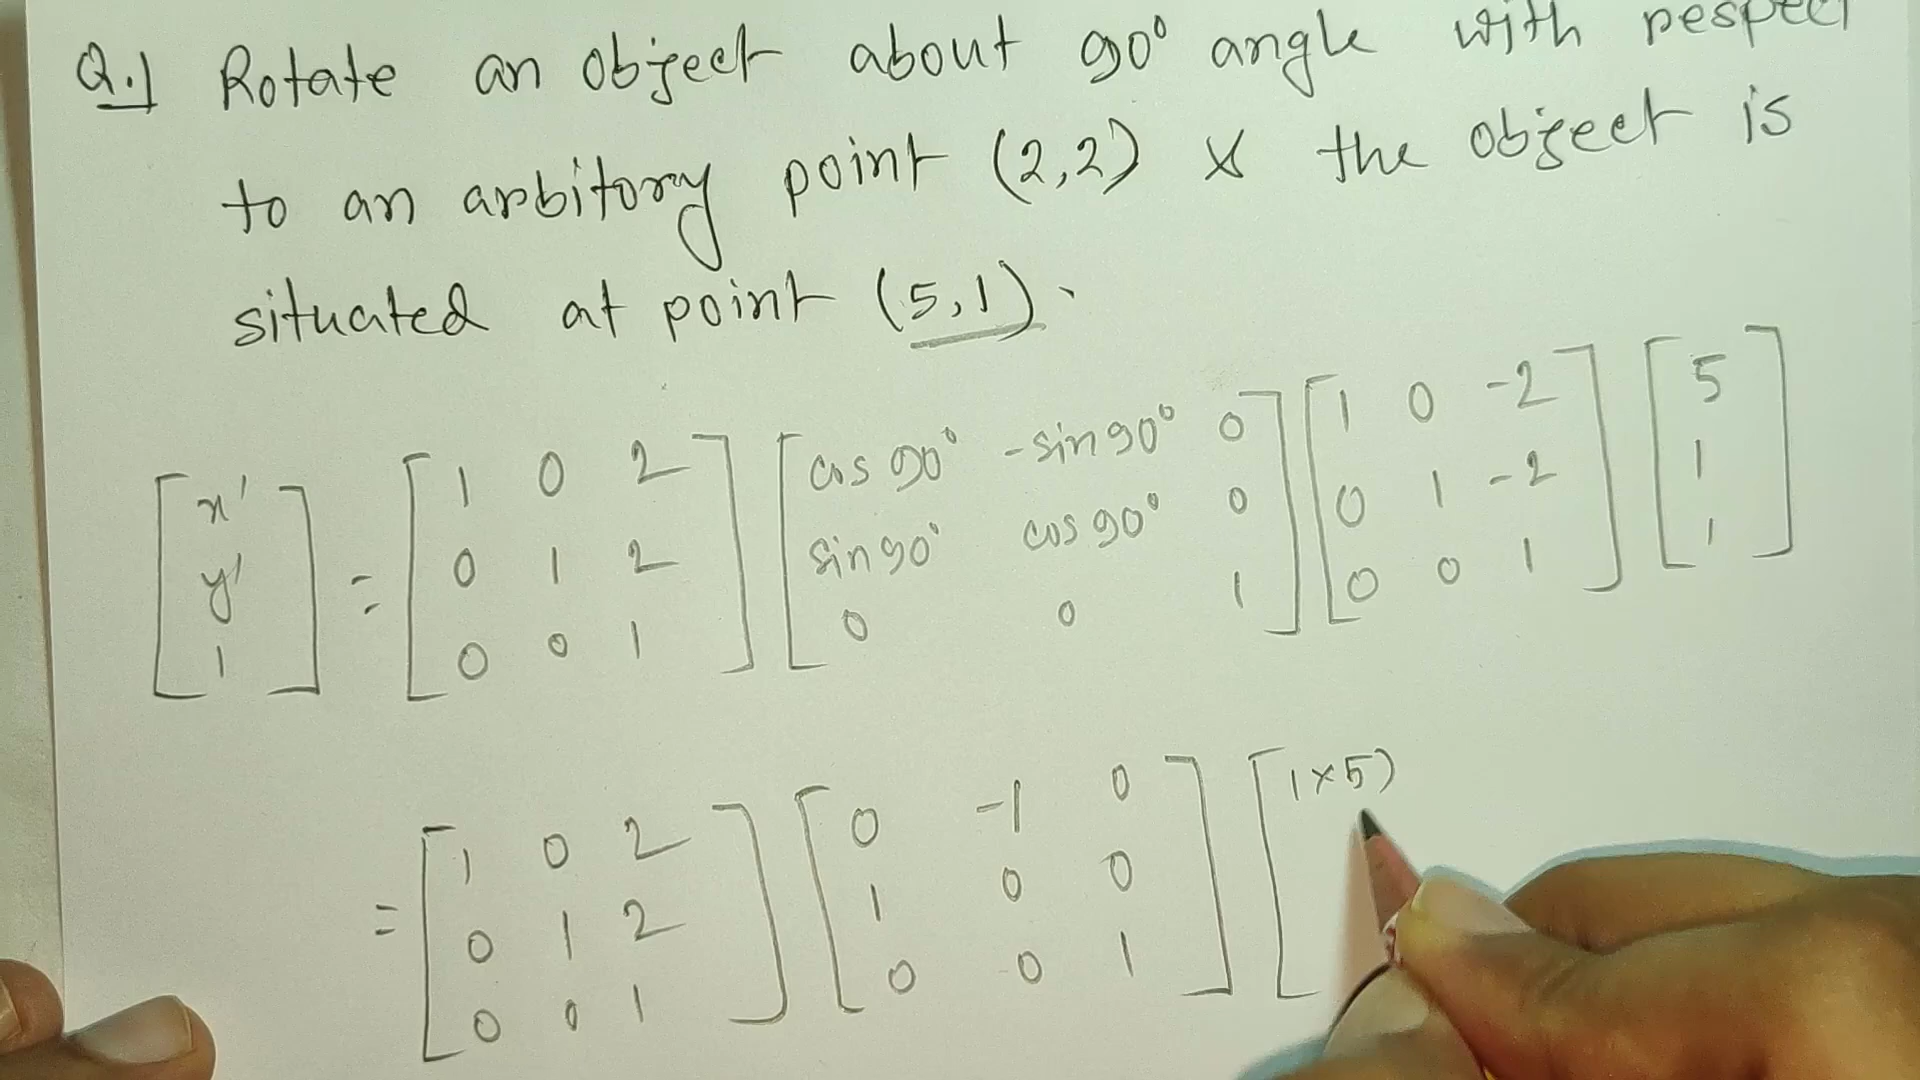 Q.1 Rotate an object about 90° angle with respect
to an arbitory point (2,2) & the object is
situated at point (5,1).
[x' y' 1] = [1 0 2; 0 1 2; 0 0 1] [cos 90° -sin 90° 0; sin 90° cos 90° 0; 0 0 1] [1 0 -2; 0 1 -2; 0 0 1] [5 1 1]
= [1 0 2; 0 1 2; 0 0 1] [0 -1 0; 1 0 0; 0 0 1] [1×5)